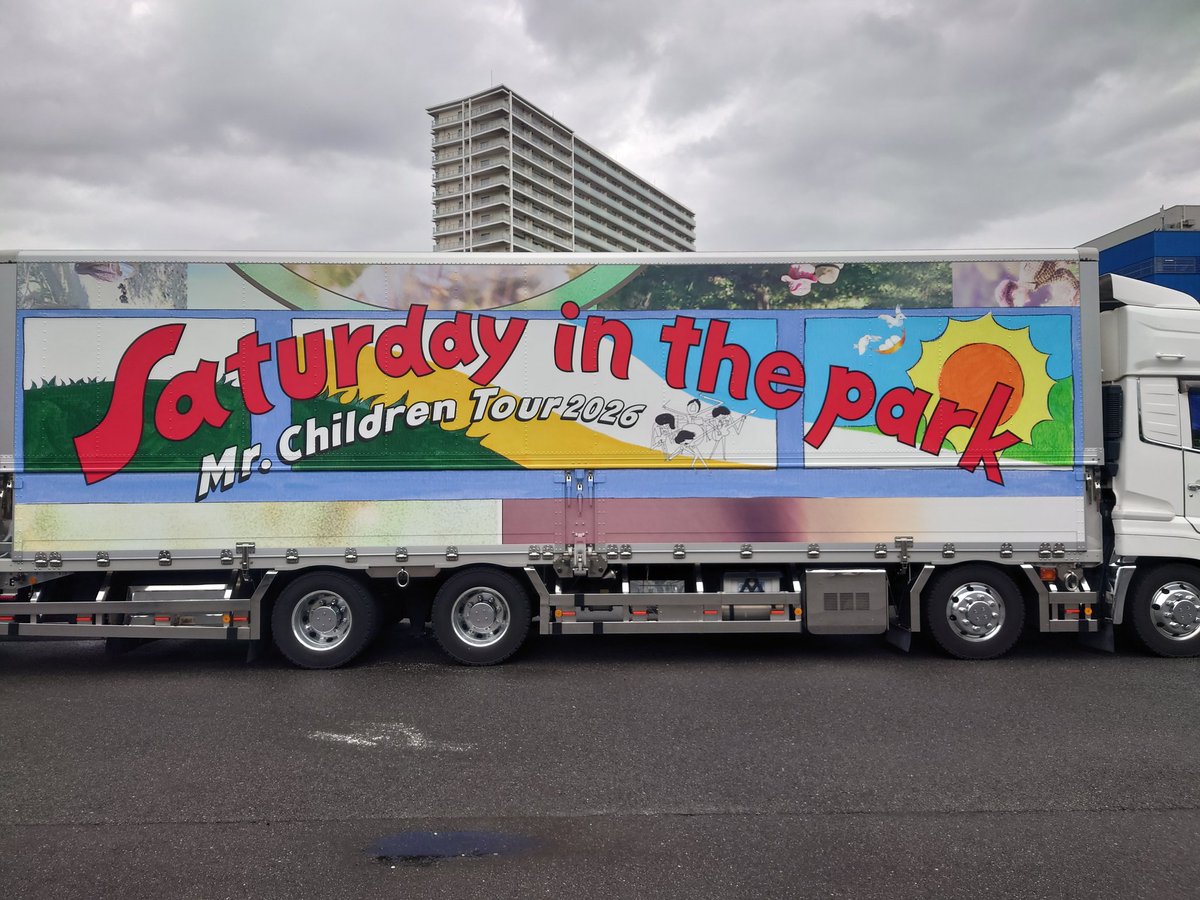 Saturday in the park
Mr. Children Tour 2026